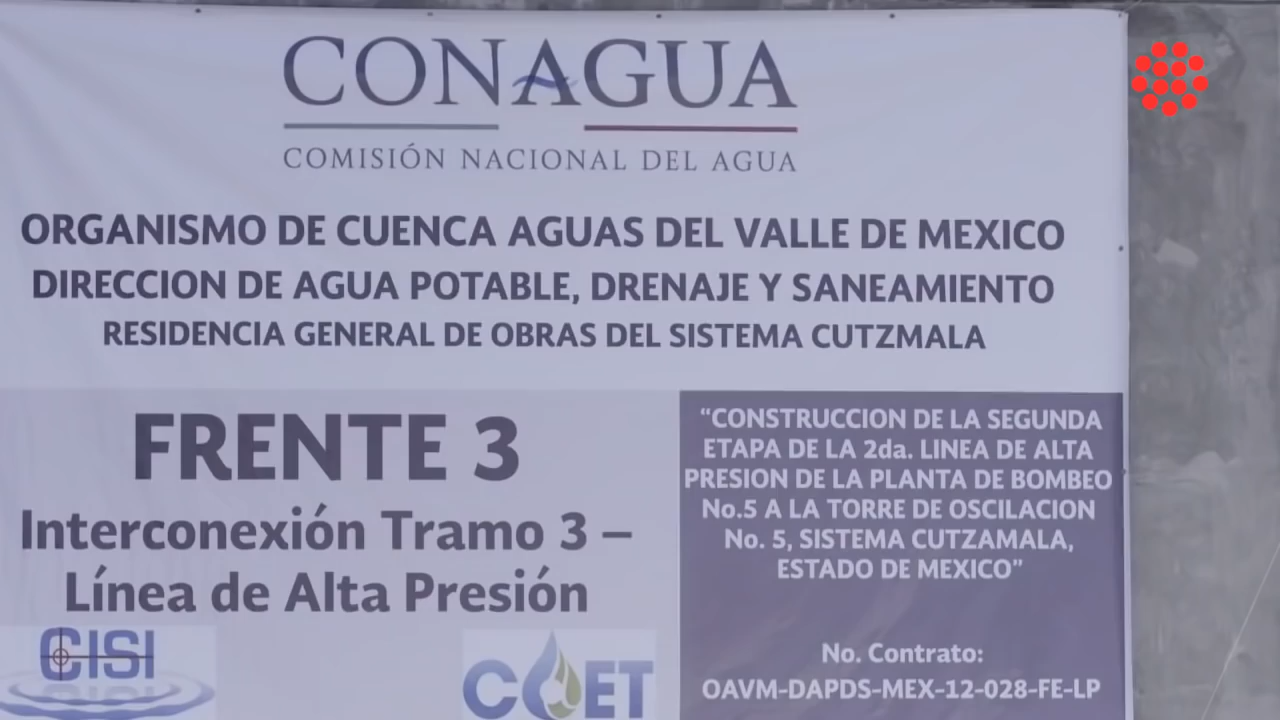 CONAGUA
COMISIÓN NACIONAL DEL AGUA
ORGANISMO DE CUENCA AGUAS DEL VALLE DE MEXICO
DIRECCION DE AGUA POTABLE, DRENAJE Y SANEAMIENTO
RESIDENCIA GENERAL DE OBRAS DEL SISTEMA CUTZMALA
FRENTE 3
Interconexión Tramo 3 –
Línea de Alta Presión
CISI
COET
“CONSTRUCCION DE LA SEGUNDA
ETAPA DE LA 2da. LINEA DE ALTA
PRESION DE LA PLANTA DE BOMBEO
No.5 A LA TORRE DE OSCILACION
No. 5, SISTEMA CUTZAMALA,
ESTADO DE MEXICO”
No. Contrato:
OAVM-DAPDS-MEX-12-028-FE-LP